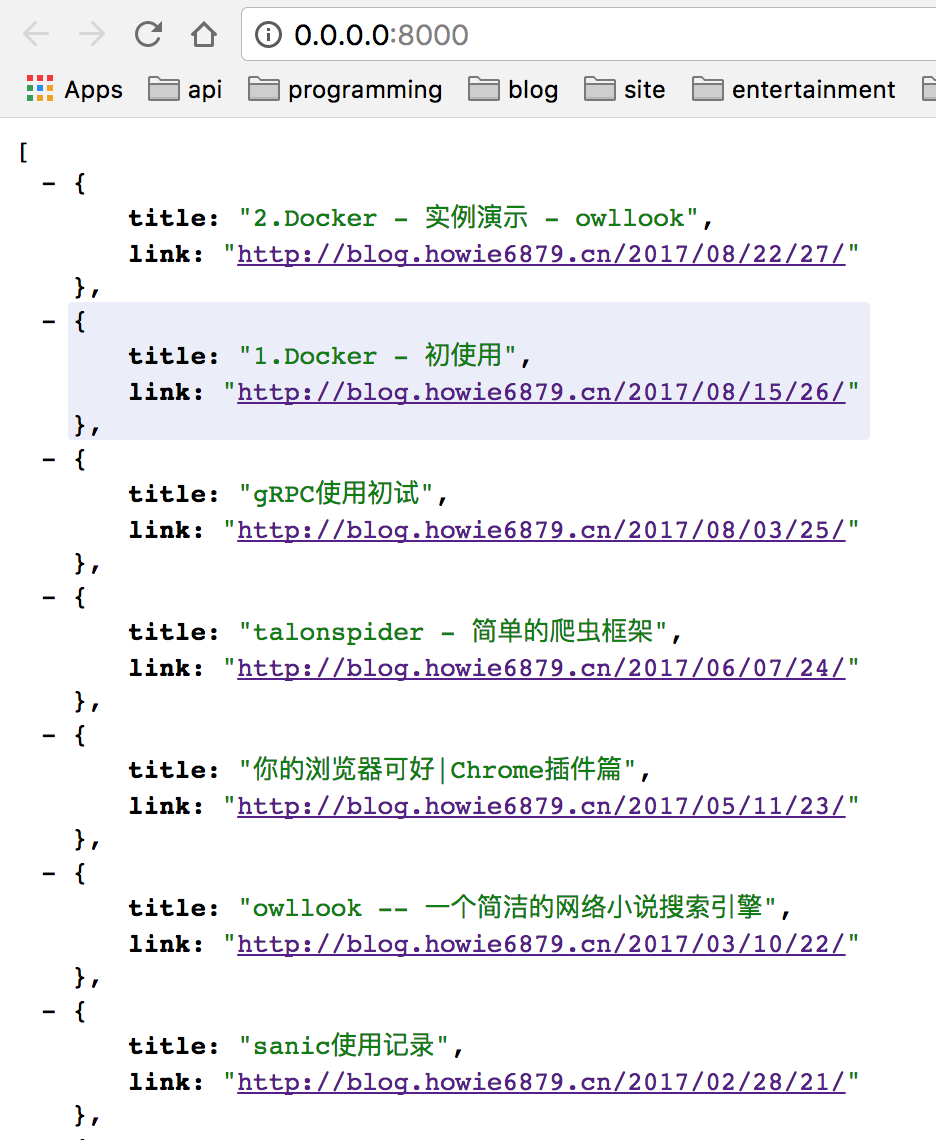 0.0.0.0:8000
Apps api programming blog site entertainment
[
- {
title: "2.Docker - 实例演示 - owllook",
link: "http://blog.howie6879.cn/2017/08/22/27/"
},
- {
title: "1.Docker - 初使用",
link: "http://blog.howie6879.cn/2017/08/15/26/"
},
- {
title: "gRPC使用初试",
link: "http://blog.howie6879.cn/2017/08/03/25/"
},
- {
title: "talonspider - 简单的爬虫框架",
link: "http://blog.howie6879.cn/2017/06/07/24/"
},
- {
title: "你的浏览器可好|Chrome插件篇",
link: "http://blog.howie6879.cn/2017/05/11/23/"
},
- {
title: "owllook -- 一个简洁的网络小说搜索引擎",
link: "http://blog.howie6879.cn/2017/03/10/22/"
},
- {
title: "sanic使用记录",
link: "http://blog.howie6879.cn/2017/02/28/21/"
},